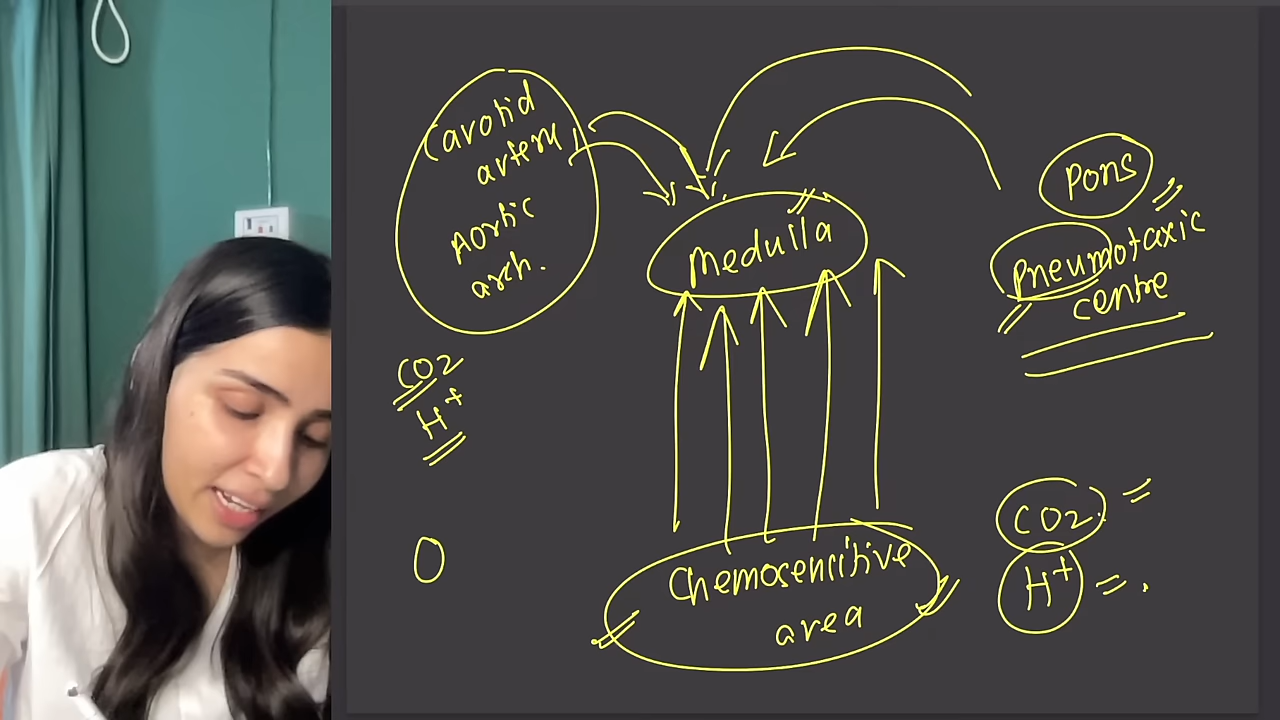 Carotid
artery
Aortic
arch.
CO2
H+
O
Medulla
Pons
Pneumotaxic
centre
Chemosensitive
area
CO2
H+